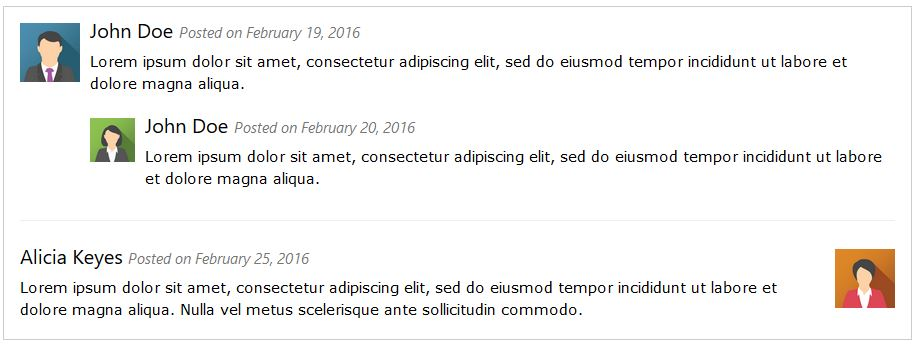 John Doe Posted on February 19, 2016
Lorem ipsum dolor sit amet, consectetur adipiscing elit, sed do eiusmod tempor incididunt ut labore et
dolore magna aliqua.
John Doe Posted on February 20, 2016
Lorem ipsum dolor sit amet, consectetur adipiscing elit, sed do eiusmod tempor incididunt ut labore
et dolore magna aliqua.
Alicia Keyes Posted on February 25, 2016
Lorem ipsum dolor sit amet, consectetur adipiscing elit, sed do eiusmod tempor incididunt ut labore et
dolore magna aliqua. Nulla vel metus scelerisque ante sollicitudin commodo.